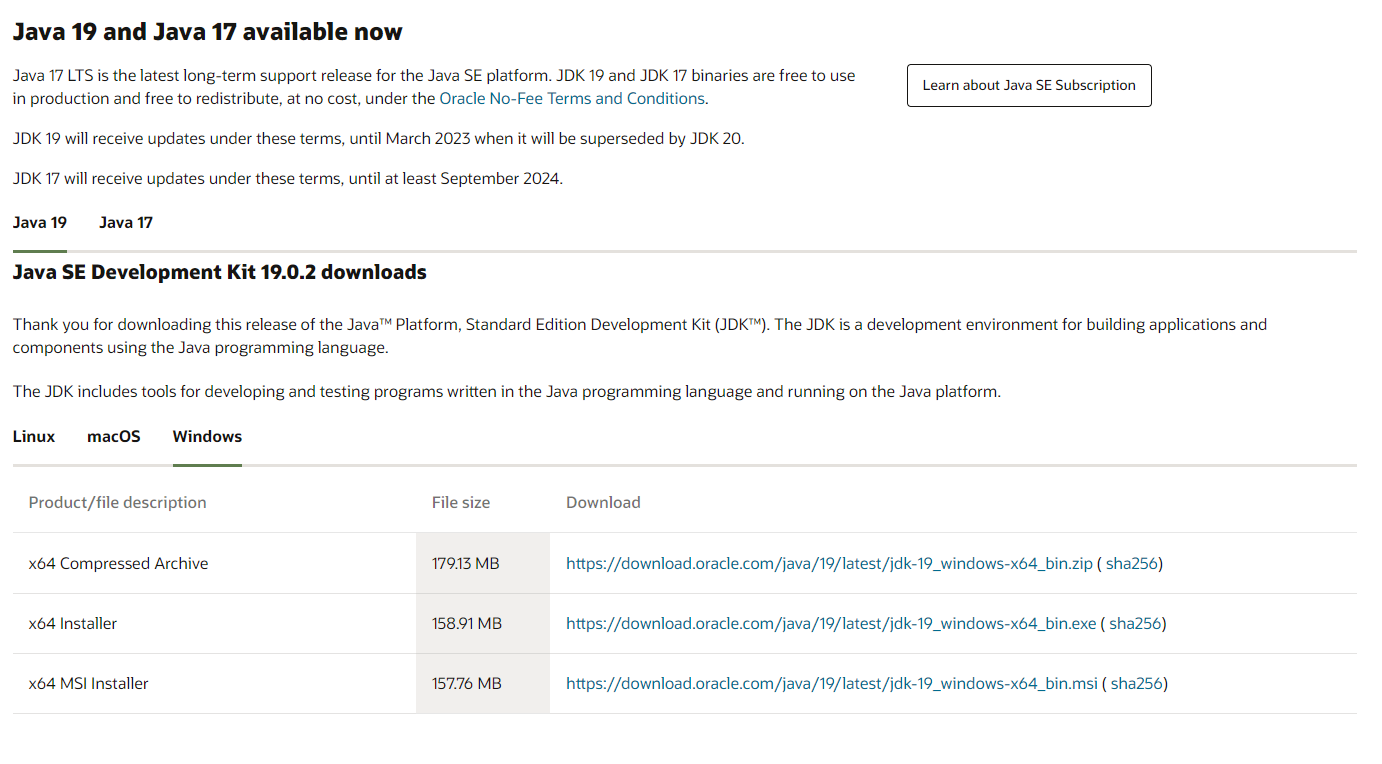 Java 19 and Java 17 available now
Java 17 LTS is the latest long-term support release for the Java SE platform. JDK 19 and JDK 17 binaries are free to use
in production and free to redistribute, at no cost, under the Oracle No-Fee Terms and Conditions.
Learn about Java SE Subscription
JDK 19 will receive updates under these terms, until March 2023 when it will be superseded by JDK 20.
JDK 17 will receive updates under these terms, until at least September 2024.
Java 19 Java 17
Java SE Development Kit 19.0.2 downloads
Thank you for downloading this release of the Java™ Platform, Standard Edition Development Kit (JDK™). The JDK is a development environment for building applications and
components using the Java programming language.
The JDK includes tools for developing and testing programs written in the Java programming language and running on the Java platform.
Linux macOS Windows
Product/file description File size Download
x64 Compressed Archive 179.13 MB https://download.oracle.com/java/19/latest/jdk-19_windows-x64_bin.zip ( sha256)
x64 Installer 158.91 MB https://download.oracle.com/java/19/latest/jdk-19_windows-x64_bin.exe ( sha256)
x64 MSI Installer 157.76 MB https://download.oracle.com/java/19/latest/jdk-19_windows-x64_bin.msi ( sha256)